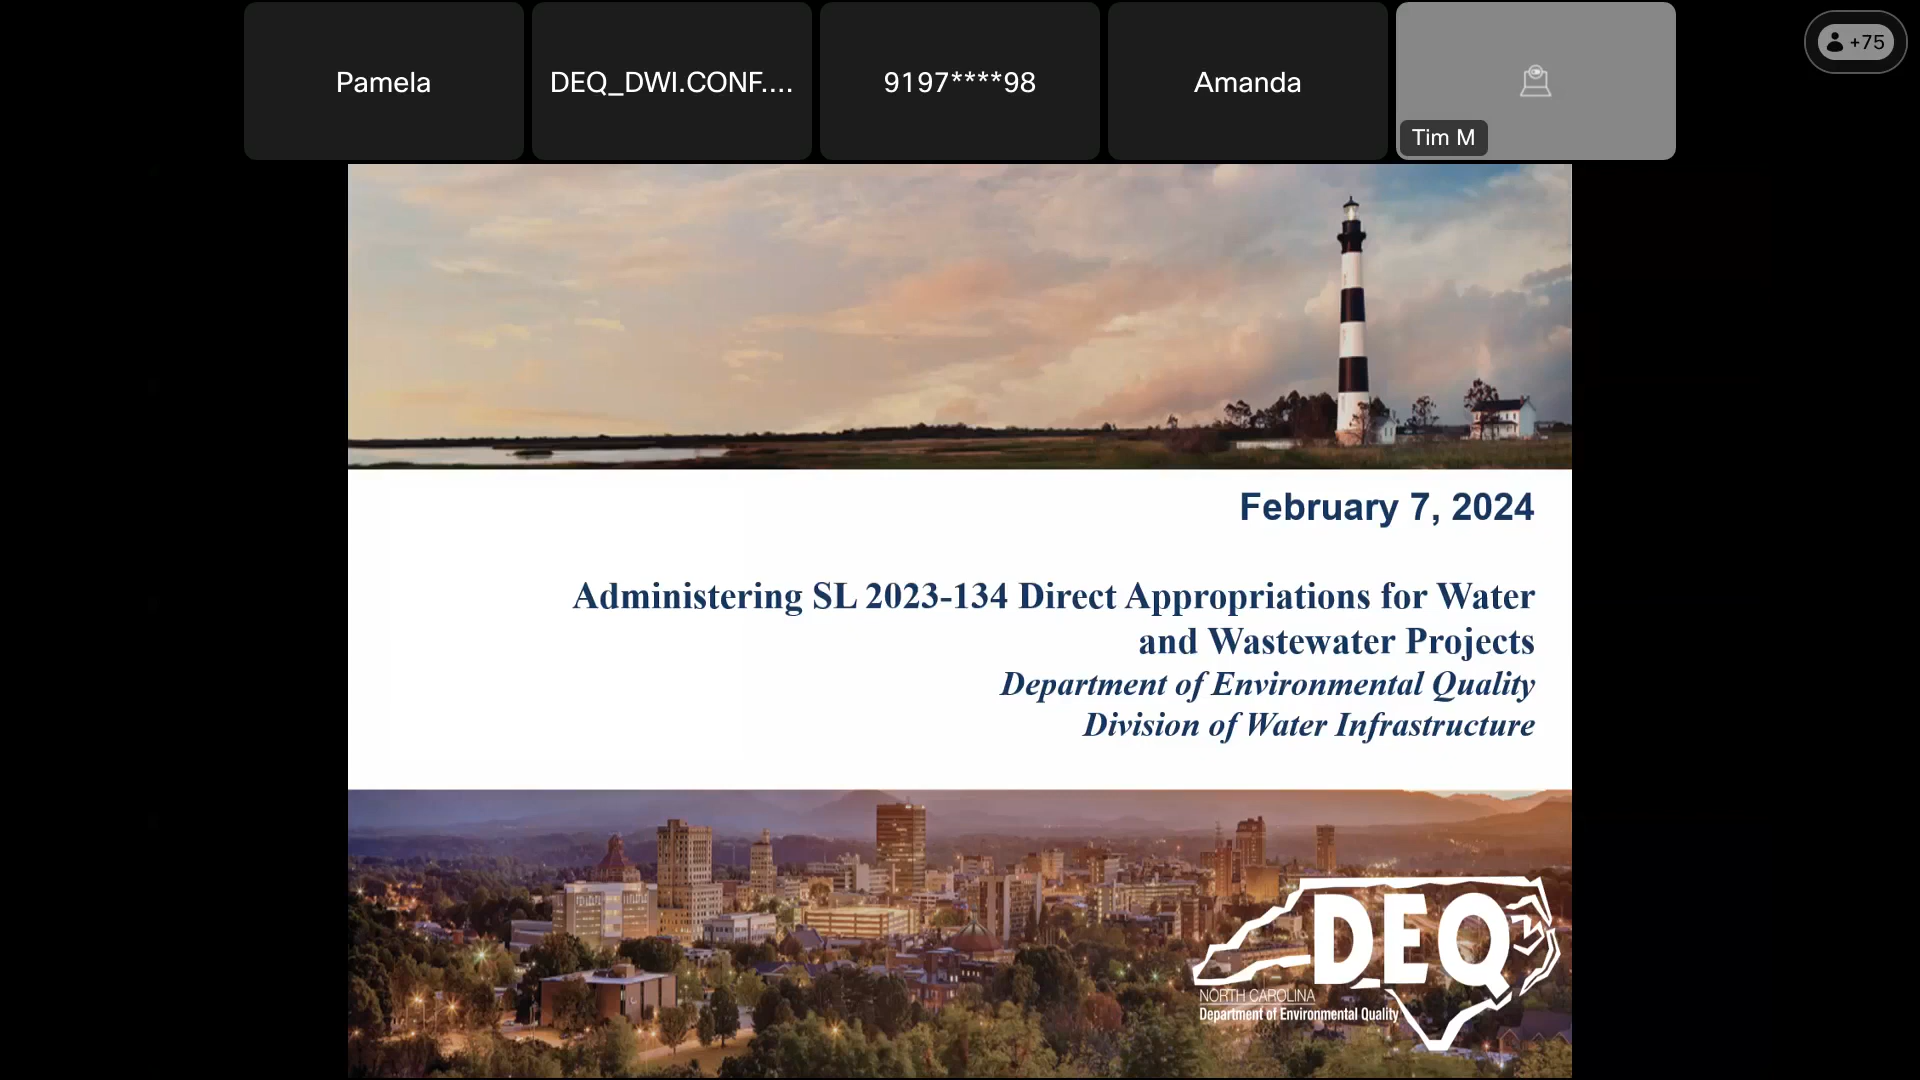 Pamela
DEQ_DWI.CONF....
9197****98
Amanda
Tim M
+75
February 7, 2024
Administering SL 2023-134 Direct Appropriations for Water
and Wastewater Projects
Department of Environmental Quality
Division of Water Infrastructure
DEQ
NORTH CAROLINA
Department of Environmental Quality